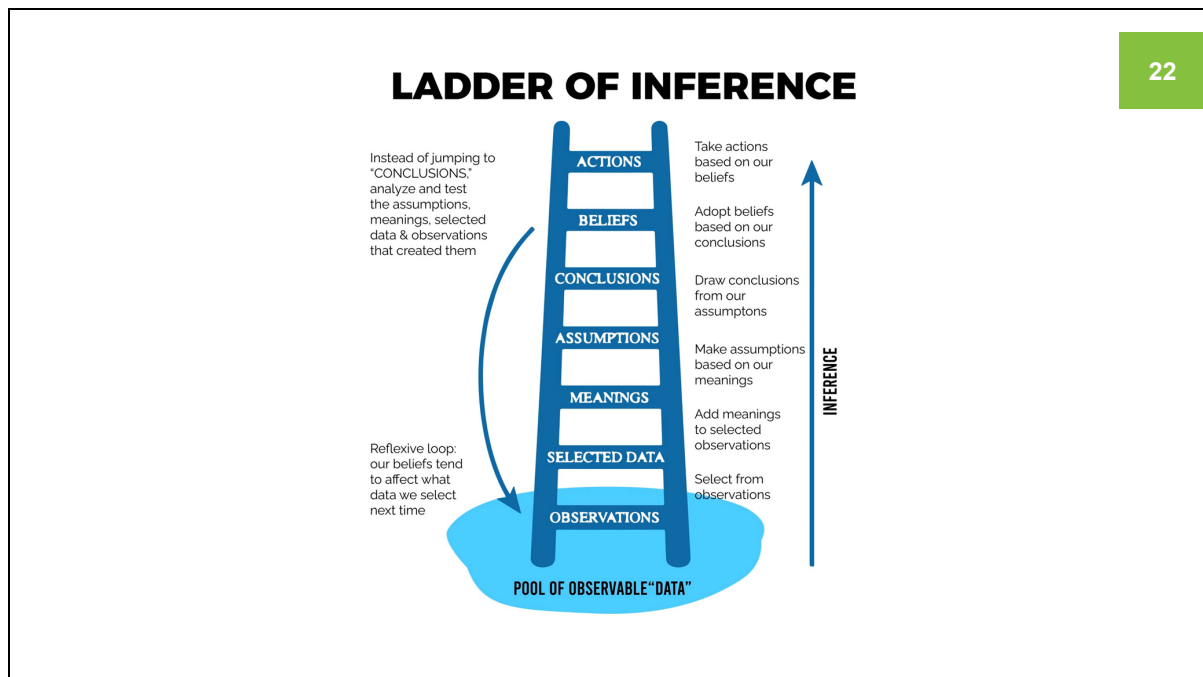 22
LADDER OF INFERENCE
Instead of jumping to
“CONCLUSIONS,”
analyze and test
the assumptions,
meanings, selected
data & observations
that created them
Reflexive loop:
our beliefs tend
to affect what
data we select
next time
ACTIONS
BELIEFS
CONCLUSIONS
ASSUMPTIONS
MEANINGS
SELECTED DATA
OBSERVATIONS
POOL OF OBSERVABLE“DATA”
Take actions
based on our
beliefs
Adopt beliefs
based on our
conclusions
Draw conclusions
from our
assumptons
Make assumptions
based on our
meanings
Add meanings
to selected
observations
Select from
observations
INFERENCE